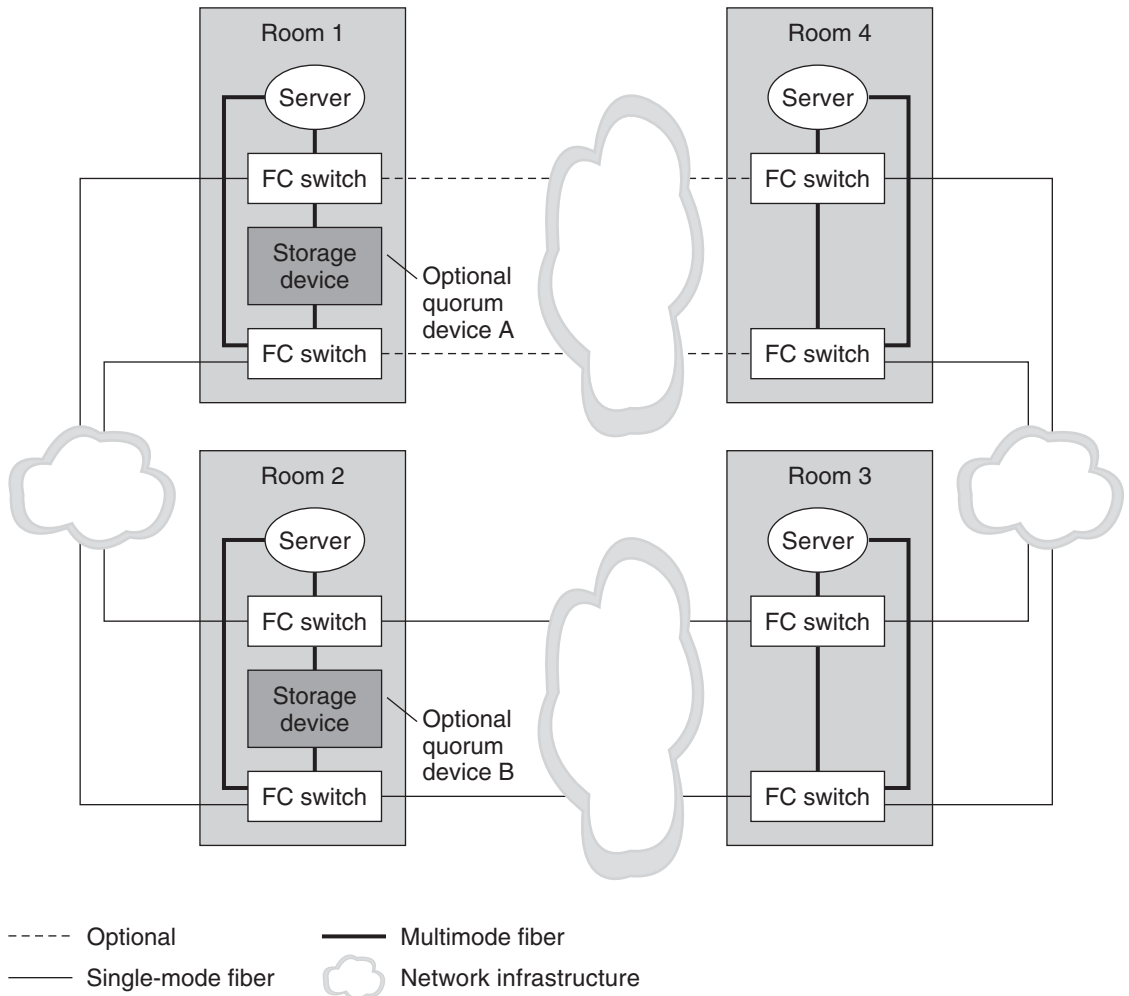 Room 1
Server
FC switch
Storage
device
FC switch
Optional
quorum
device A
Room 4
Server
FC switch
FC switch
Room 2
Server
FC switch
Storage
device
FC switch
Optional
quorum
device B
Room 3
Server
FC switch
FC switch
Optional
Multimode fiber
Single-mode fiber
Network infrastructure